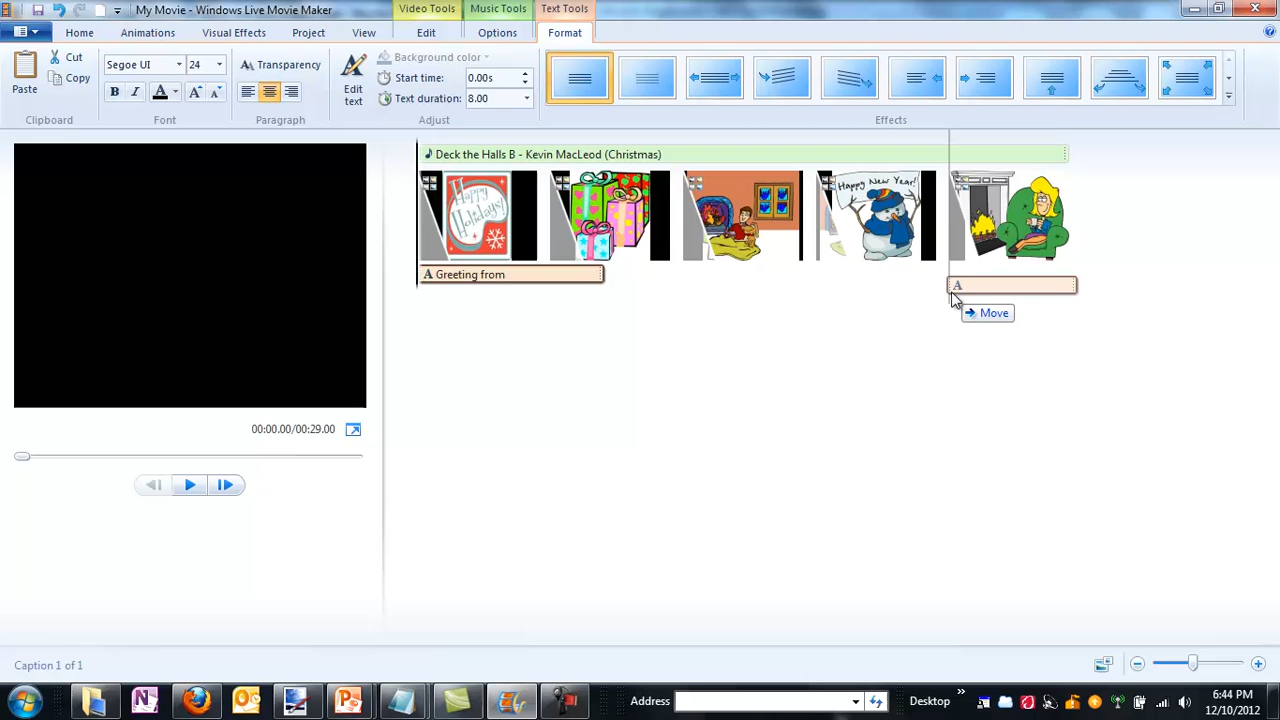 My Movie - Windows Live Movie Maker
Video Tools
Music Tools
Text Tools
Home
Animations
Visual Effects
Project
View
Edit
Options
Format
Paste
Cut
Copy
Clipboard
Segoe UI
24
B
I
A
A
A
Font
AA Transparency
Paragraph
Edit text
Background color
Start time:
0.00s
Text duration:
8.00
Adjust
Effects
Deck the Halls B - Kevin MacLeod (Christmas)
Happy Holidays!
Happy New Year!
A Greeting from
A
Move
00:00.00/00:29.00
Caption 1 of 1
Address
Desktop
6:44 PM
12/10/2012